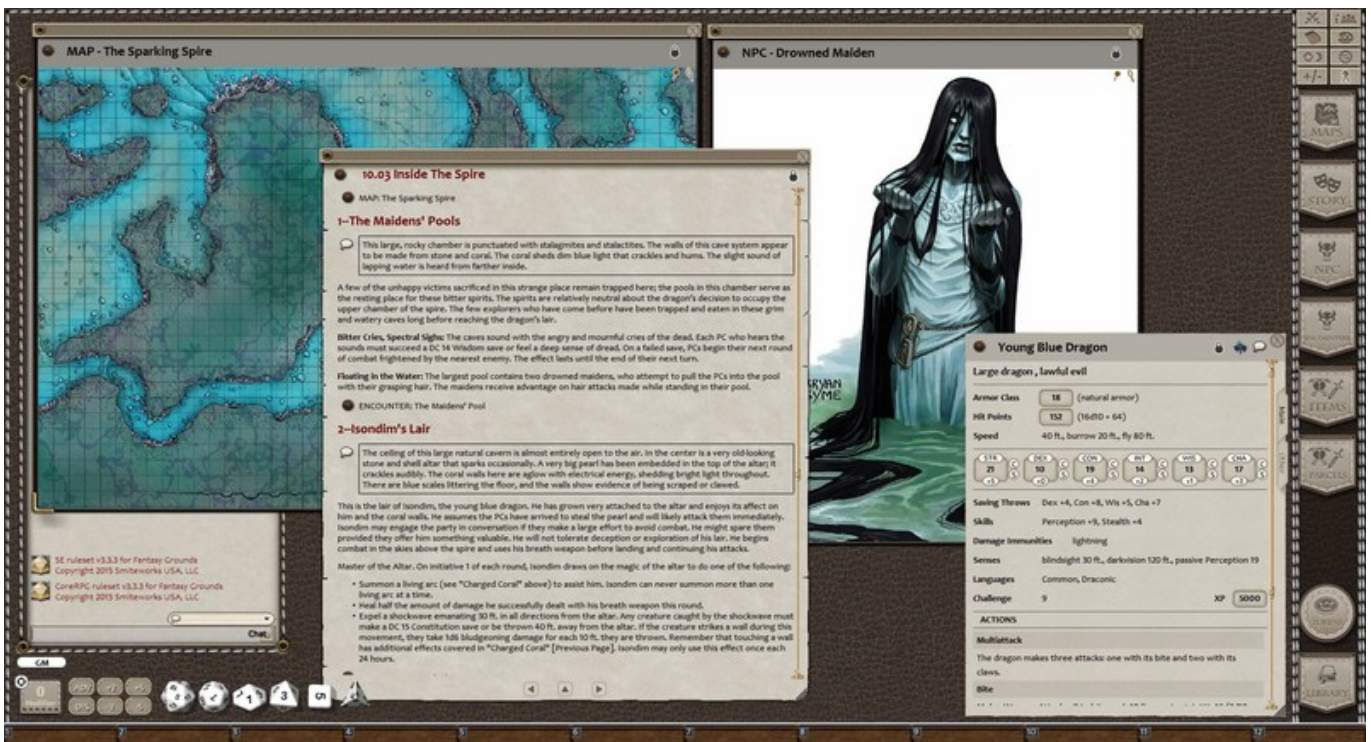 MAP - The Sparking Spire
NPC - Drowned Maiden
10.03 Inside The Spire
MAP: The Sparking Spire
1--The Maidens' Pools
This large, rocky chamber is punctuated with stalagmites and stalactites. The walls of this cave system appear
to be made from stone and coral. The coral sheds dim blue light that crackles and hums. The slight sound of
lapping water is heard from farther inside.
A few of the unhappy victims sacrificed in this strange place remain trapped here; the pools in this chamber serve as
the resting place for these bitter spirits. The spirits are relatively neutral about the dragon's decision to occupy the
upper chamber of the spire. The few explorers who have come before have been trapped and eaten in these grim
and watery caves long before reaching the dragon's lair.
Bitter Cries, Spectral Sighs: The caves sound with the angry and mournful cries of the dead. Each PC who hears the
sounds must succeed a DC 14 Wisdom save or feel a deep sense of dread. On a failed save, PCs begin their next round
of combat frightened by the nearest enemy. The effect lasts until the end of their next turn.
Floating in the Water: The largest pool contains two drowned maidens, who attempt to pull the PCs into the pool
with their grasping hair. The maidens receive advantage on hair attacks made while standing in their pool.
ENCOUNTER: The Maidens' Pool
2--Isondim's Lair
The ceiling of this large natural cavern is almost entirely open to the air. In the center is a very old-looking
stone and shell altar that sparks occasionally. A very big pearl has been embedded in the top of the altar; it
crackles audibly. The coral walls here are aglow with electrical energy, shedding bright light throughout.
There are blue scales littering the floor, and the walls show evidence of being scraped or clawed.
This is the lair of Isondim, the young blue dragon. He has grown very attached to the altar and enjoys its affect on
him and the coral walls. He assumes the PCs have arrived to steal the pearl and will likely attack them immediately.
Isondim may engage the party in conversation if they make a large effort to avoid combat. He might spare them
provided they offer him something valuable. He will not tolerate deception or exploration of his lair. He begins
combat in the skies above the spire and uses his breath weapon before landing and continuing his attacks.
Master of the Altar. On initiative 1 of each round, Isondim draws on the magic of the altar to do one of the following:
• Summon a living arc (see "Charged Coral" above) to assist him. Isondim can never summon more than one
living arc at a time.
• Heal half the amount of damage he successfully dealt with his breath weapon this round.
• Expel a shockwave emanating 30 ft. in all directions from the altar. Any creature caught by the shockwave must
make a DC 15 Constitution save or be thrown 40 ft. away from the altar. If the creature strikes a wall during this
movement, they take 1d6 bludgeoning damage for each 10 ft. they are thrown. Remember that touching a wall
has additional effects covered in "Charged Coral" [Previous Page]. Isondim may only use this effect once each
24 hours.
Young Blue Dragon
Large dragon , lawful evil
Armor Class 18 (natural armor)
Hit Points 152 (16d10 + 64)
Speed 40 ft., burrow 20 ft., fly 80 ft.
STR DEX CON INT WIS CHA
21 10 19 14 13 17
+5 +0 +4 +2 +1 +3
Saving Throws Dex +4, Con +8, Wis +5, Cha +7
Skills Perception +9, Stealth +4
Damage Immunities lightning
Senses blindsight 30 ft., darkvision 120 ft., passive Perception 19
Languages Common, Draconic
Challenge 9 XP 5000
ACTIONS
Multiattack
The dragon makes three attacks: one with its bite and two with its
claws.
Bite
Main
MAPS
STORY
NPC
ITEMS
PARCELS
TOKENS
LIBRARY
5E ruleset v3.3.3 for Fantasy Grounds
Copyright 2015 Smiteworks USA, LLC
CoreRPG ruleset v3.3.3 for Fantasy Grounds
Copyright 2015 Smiteworks USA, LLC
Chat
GM
0
1 2 3 4 5 6 7 8 9 10 11 12